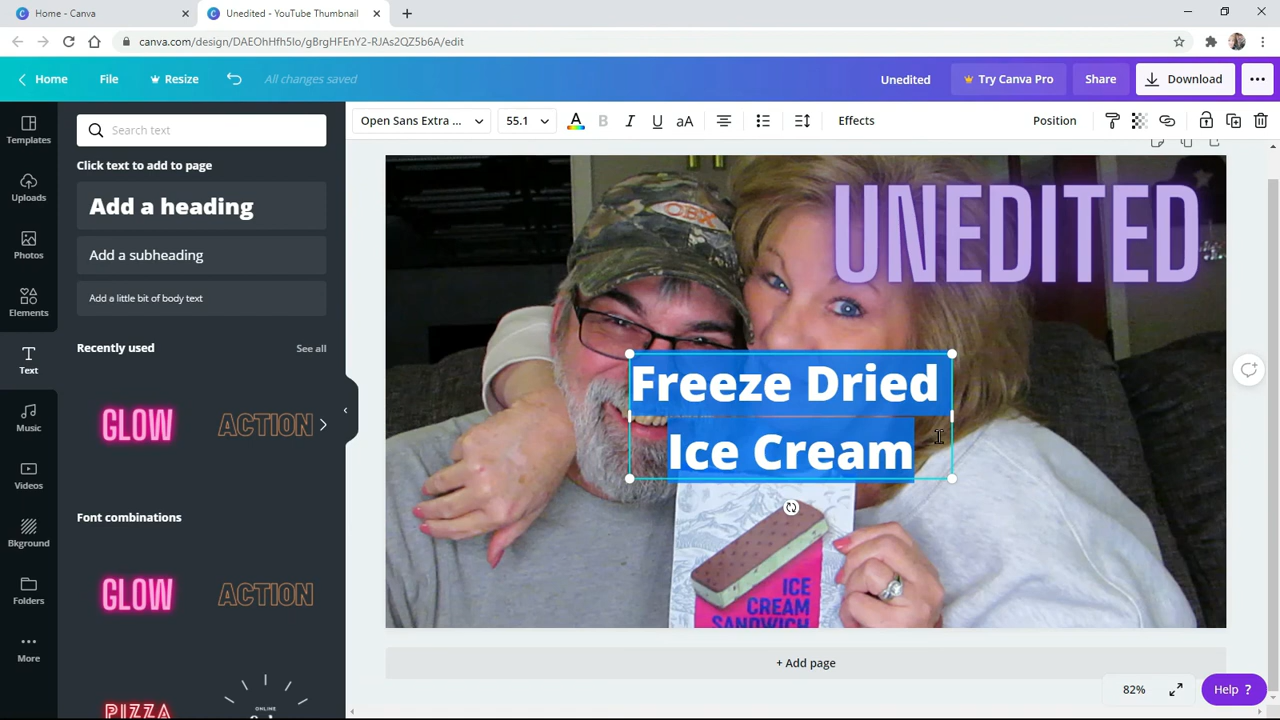 Home - Canva
Unedited - YouTube Thumbnail
canva.com/design/DAEOhHfh5lo/gBrgHFEnY2-RJAs2QZ5b6A/edit
Home
File
Resize
All changes saved
Unedited
Try Canva Pro
Share
Download
Templates
Uploads
Photos
Elements
Text
Music
Videos
Bkground
Folders
More
Search text
Click text to add to page
Add a heading
Add a subheading
Add a little bit of body text
Recently used
See all
GLOW
ACTION
Font combinations
GLOW
ACTION
PIZZA
ONLINE
Open Sans Extra ...
55.1
A
B
I
U
aA
Effects
Position
OBX
UNEDITED
Freeze Dried
Ice Cream
ICE
CREAM
SANDWICH
+ Add page
82%
Help ?